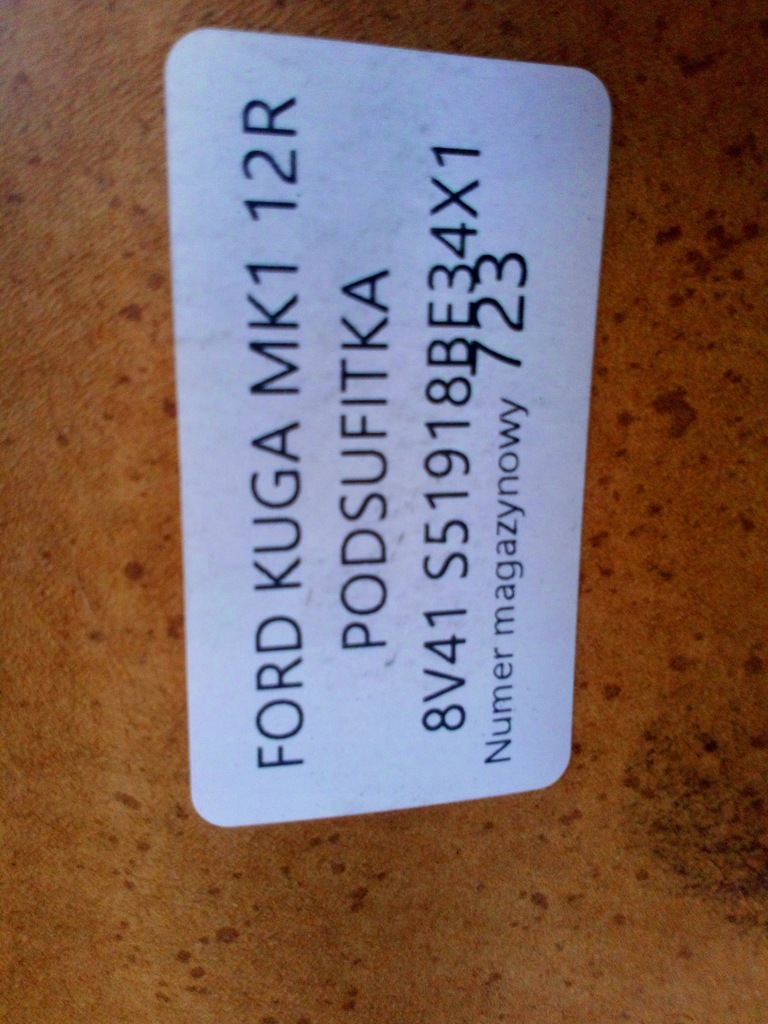 FORD KUGA MK1 12R
PODSUFITKA
8V41 S51918BE34X1
Numer magazynowy 723